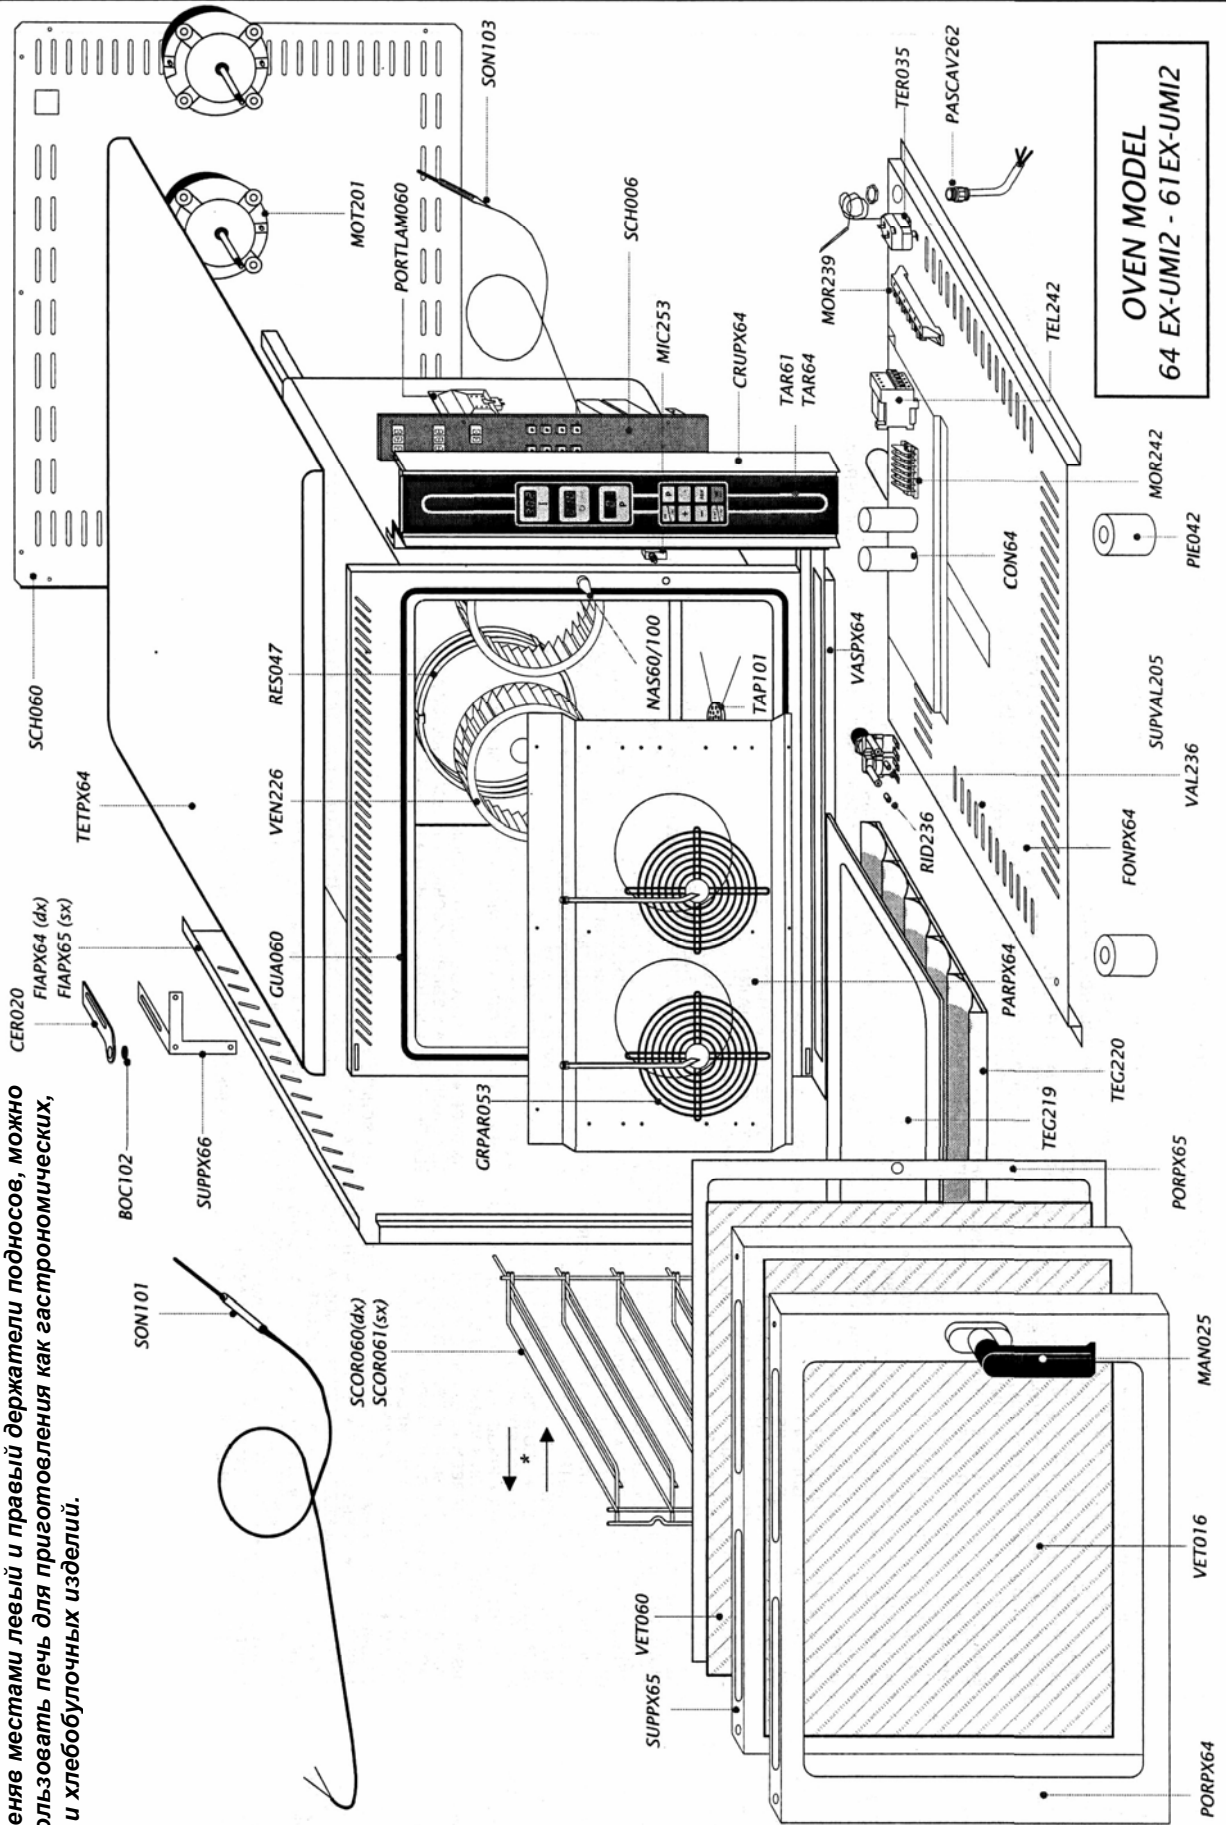 еняв местами левый и правый держатели подносов, можно
ользовать печь для приготовления как гастрономических,
и хлебобулочных изделий.
CER020
FIAPX64 (dx)
FIAPX65 (sx)
TETPX64
SCH060
BOC102
SUPPX66
SON101
GUA060
VEN226
RES047
MOT201
PORTLAM060
SON103
SCOR060(dx)
SCOR061(sx)
*
GRPAR053
NAS60/100
TAP101
MIC253
SCH006
CRUPX64
TAR61
TAR64
VET060
SUPPX65
VASPX64
MOR239
TER035
PASCAV262
RID236
PARPX64
CON64
TEL242
TEG219
TEG220
FONPX64
SUPVAL205
VAL236
MOR242
PIE042
PORPX65
MAN025
VET016
PORPX64
OVEN MODEL
64 EX-UMI2 - 61EX-UMI2